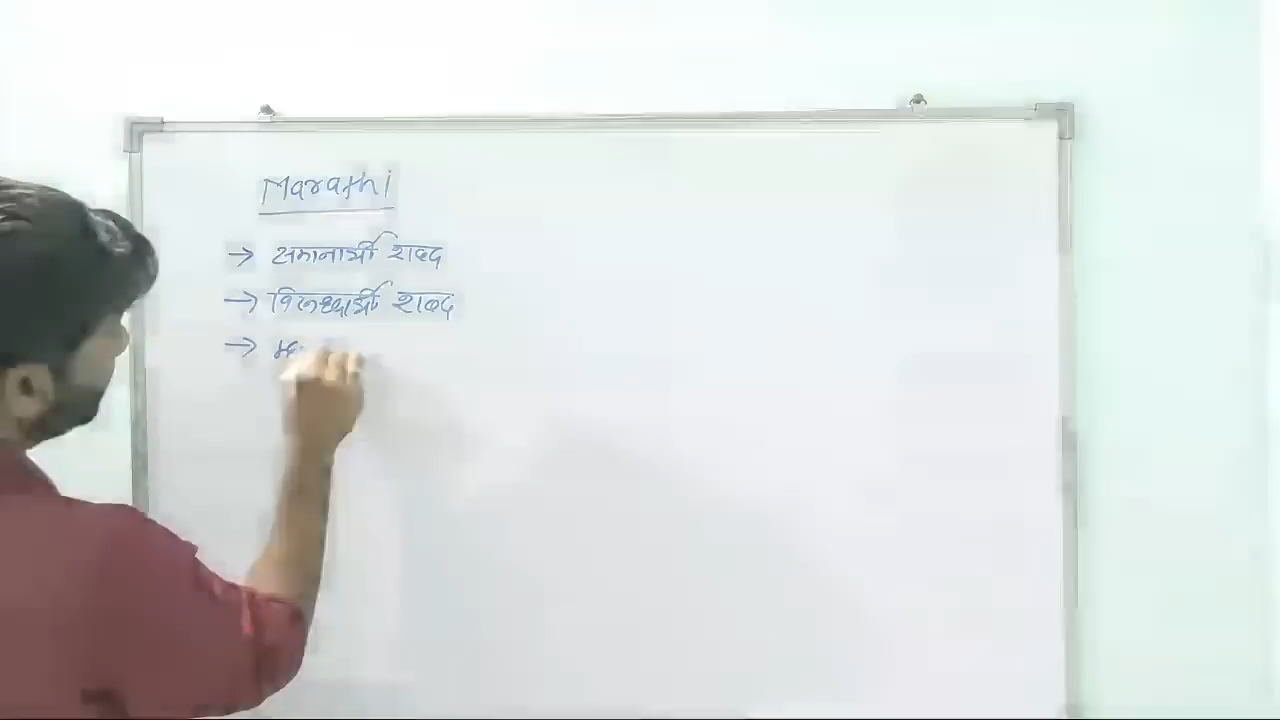 Marathi
→ समानार्थी शब्द
→ विरुध्दार्थी शब्द
→ म